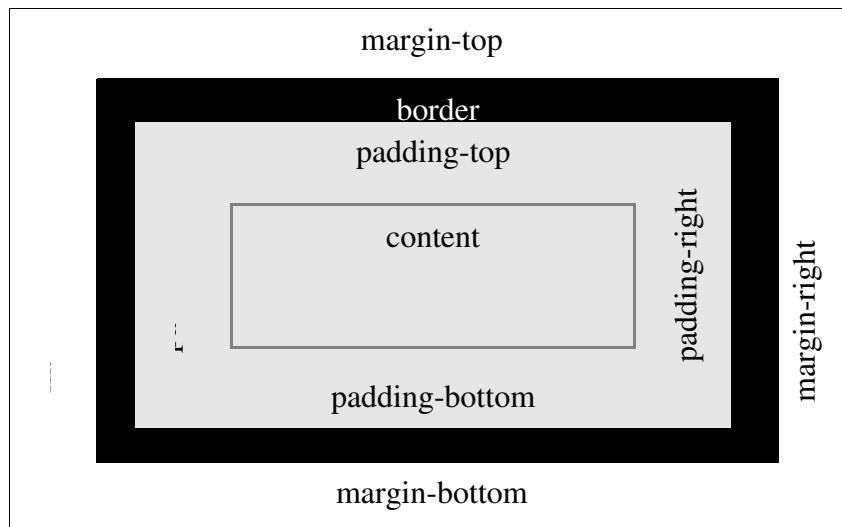 margin-top
border
padding-top
content
padding-right
margin-right
padding-bottom
margin-bottom